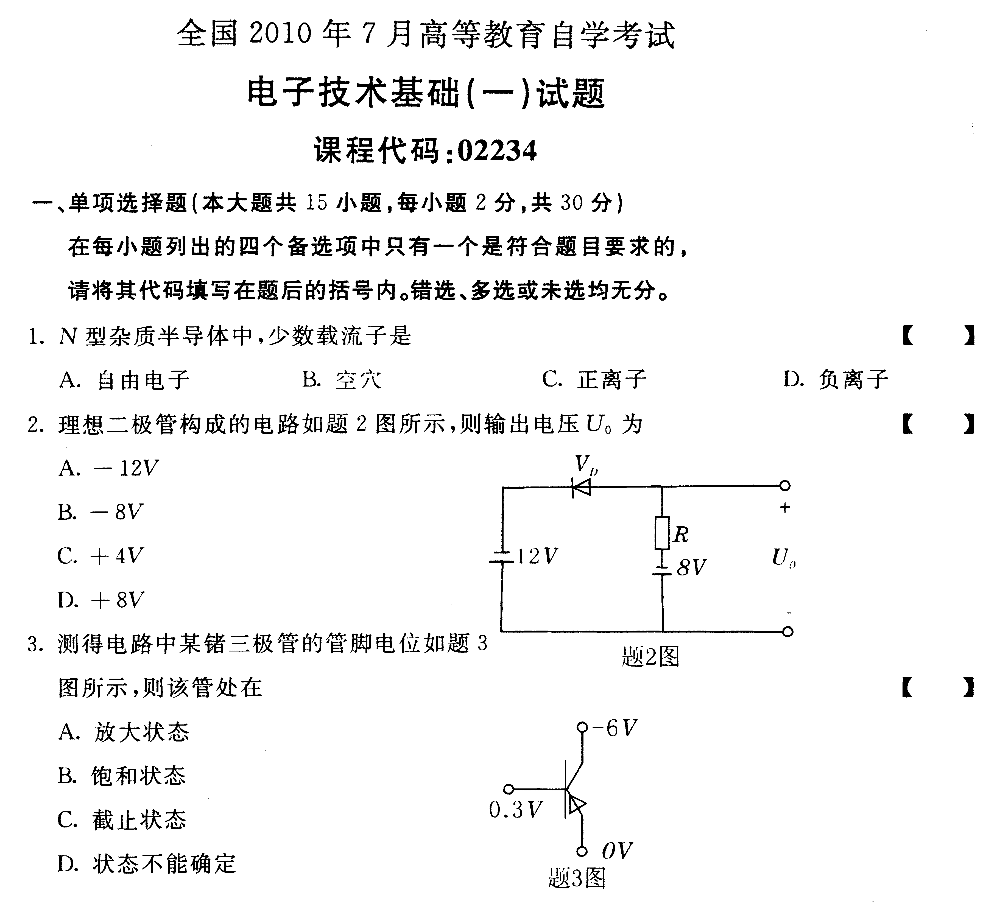 全国 2010 年 7 月高等教育自学考试
电子技术基础(一)试题
课程代码:02234
一、单项选择题(本大题共 15 小题,每小题 2 分,共 30 分)
在每小题列出的四个备选项中只有一个是符合题目要求的,
请将其代码填写在题后的括号内。错选、多选或未选均无分。
1. N 型杂质半导体中,少数载流子是 【 】
A. 自由电子 B. 空穴 C. 正离子 D. 负离子
2. 理想二极管构成的电路如题 2 图所示,则输出电压 U₀ 为 【 】
A. －12V
B. －8V
C. ＋4V
D. ＋8V
V_D
R
12V
8V
+
U₀
-
题2图
3. 测得电路中某锗三极管的管脚电位如题 3
图所示,则该管处在 【 】
A. 放大状态
B. 饱和状态
C. 截止状态
D. 状态不能确定
-6V
0.3V
0V
题3图